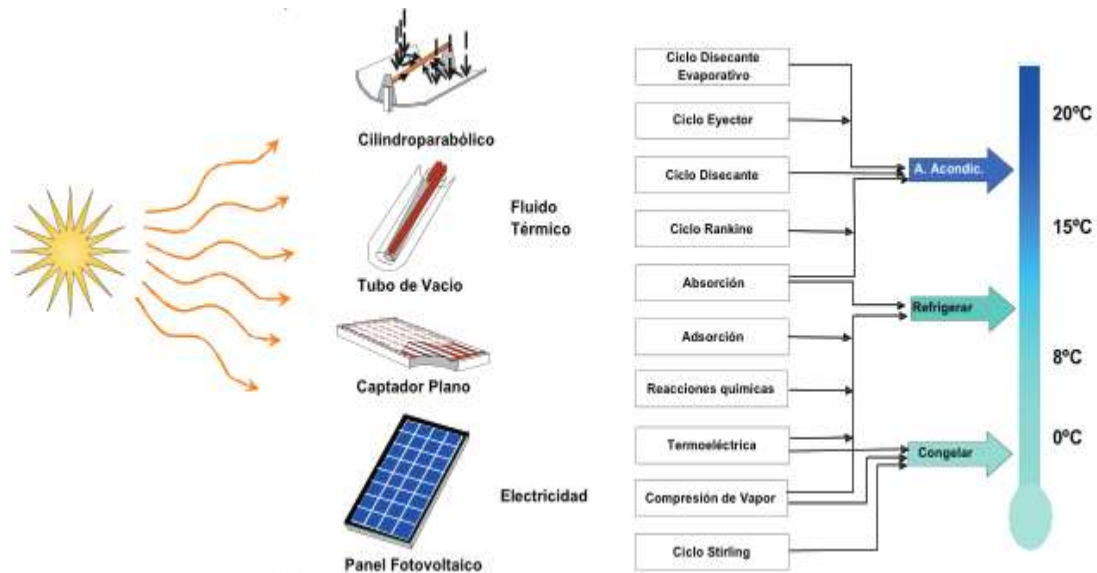 Cilindroparabólico
Tubo de Vacio
Captador Plano
Panel Fotovoltaico
Fluido
Térmico
Electricidad
Ciclo Disecante
Evaporativo
Ciclo Eyector
Ciclo Disecante
Ciclo Rankine
Absorción
Adsorción
Reacciones quimicas
Termoeléctrica
Compresión de Vapor
Ciclo Stirling
A. Acondic.
Refrigerar
Congelar
20ºC
15ºC
8ºC
0ºC